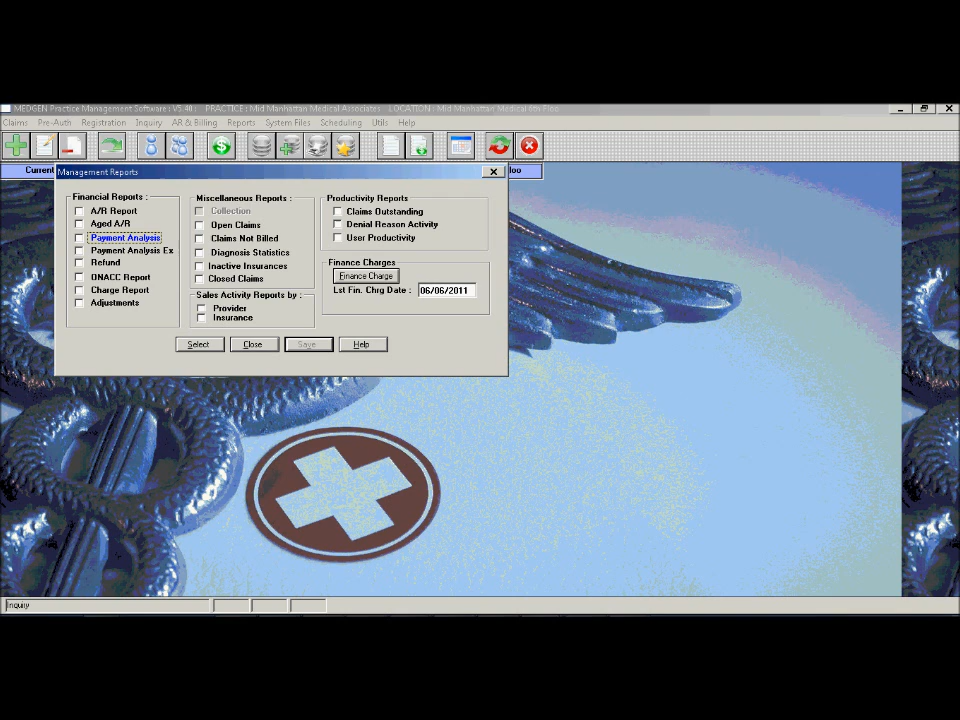 MEDGEN Practice Management Software : V5.40 : PRACTICE : Mid Manhattan Medical Associates LOCATION : Mid Manhattan Medical 6th Floo
Claims Pre-Auth Registration Inquiry AR & Billing Reports System Files Scheduling Utils Help
Current
loo
Management Reports
Financial Reports :
A/R Report
Aged A/R
Payment Analysis
Payment Analysis Ex
Refund
ONACC Report
Charge Report
Adjustments
Miscellaneous Reports :
Collection
Open Claims
Claims Not Billed
Diagnosis Statistics
Inactive Insurances
Closed Claims
Sales Activity Reports by :
Provider
Insurance
Productivity Reports
Claims Outstanding
Denial Reason Activity
User Productivity
Finance Charges
Finance Charge
Lst Fin. Chrg Date : 06/06/2011
Select Close Save Help
Inquiry